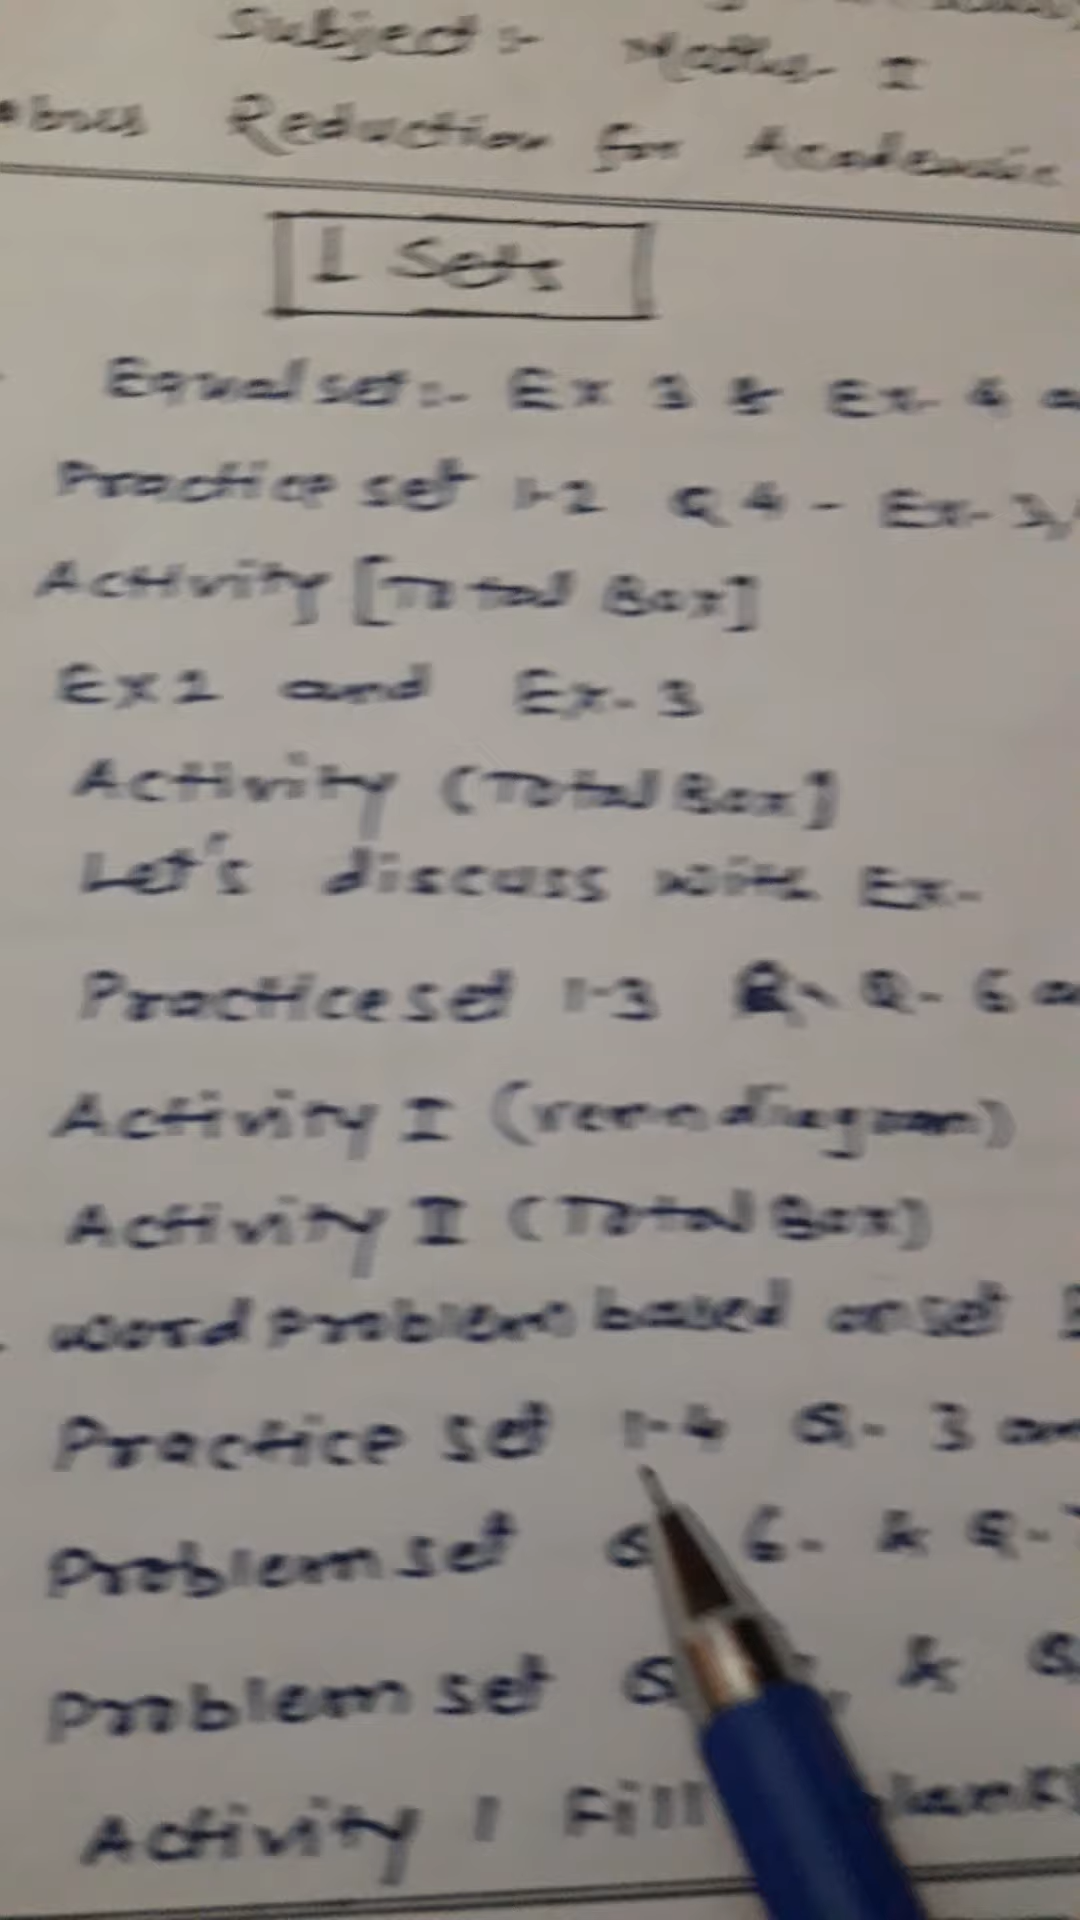 Subject :- Maths- I
Reduction for Academic
1 Sets
Equal set :- Ex 3 & Ex- 4
Practice set 1-2 Q 4 - Ex- 3,
Activity [Total Box]
Ex 2 and Ex- 3
Activity (Total Box]
Let's discuss with Ex-
Practice set 1-3 Q- 6
Activity I (venn diagram)
Activity II (Total Box)
word problem based on set
Practice set 1-4 Q- 3
Problem set 6- & Q-
Problem set Q & Q
Activity 1 Fill